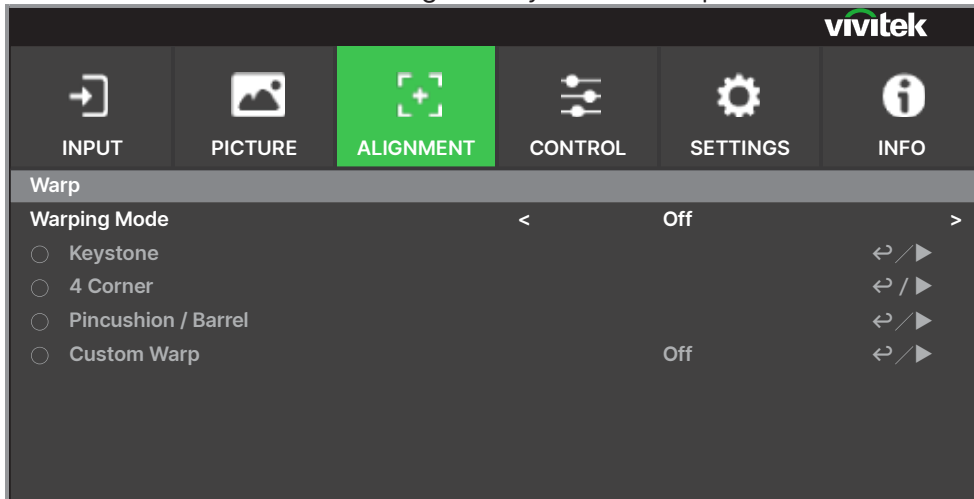 vivitek
INPUT PICTURE ALIGNMENT CONTROL SETTINGS INFO
Warp
Warping Mode < Off >
Keystone
4 Corner /
Pincushion / Barrel
Custom Warp Off